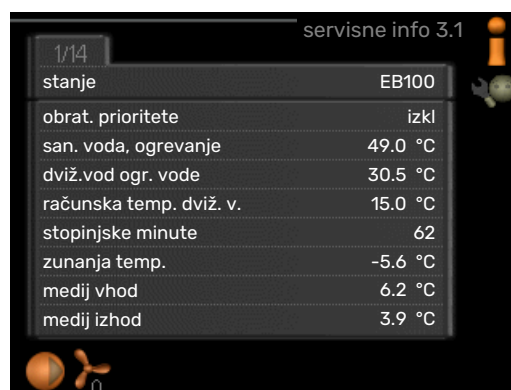 servisne info 3.1
1/14
stanje EB100
obrat. prioritete izkl
san. voda, ogrevanje 49.0 °C
dviž.vod ogr. vode 30.5 °C
računska temp. dviž. v. 15.0 °C
stopinjske minute 62
zunanja temp. -5.6 °C
medij vhod 6.2 °C
medij izhod 3.9 °C
0